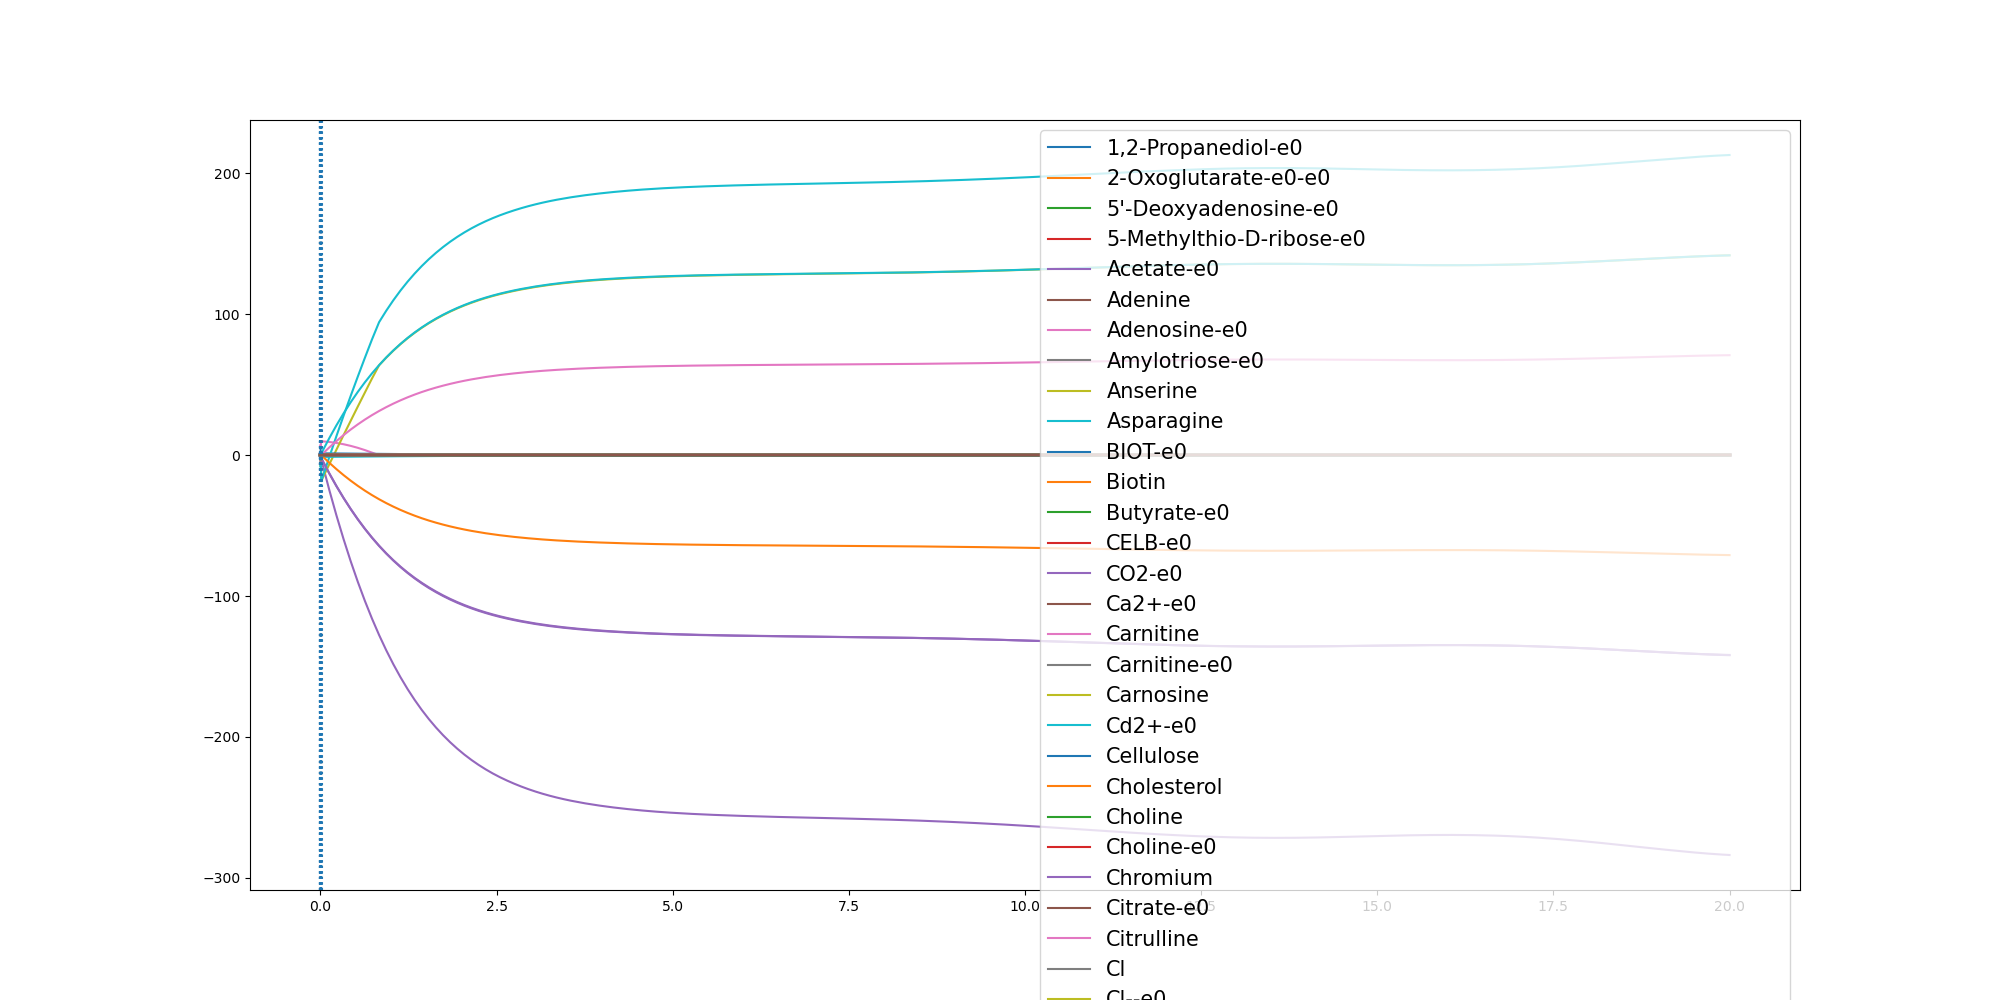 200
100
0
−100
−200
−300
0.0
2.5
5.0
7.5
10.0
15.0
17.5
20.0
1,2-Propanediol-e0
2-Oxoglutarate-e0-e0
5'-Deoxyadenosine-e0
5-Methylthio-D-ribose-e0
Acetate-e0
Adenine
Adenosine-e0
Amylotriose-e0
Anserine
Asparagine
BIOT-e0
Biotin
Butyrate-e0
CELB-e0
CO2-e0
Ca2+-e0
Carnitine
Carnitine-e0
Carnosine
Cd2+-e0
Cellulose
Cholesterol
Choline
Choline-e0
Chromium
Citrate-e0
Citrulline
Cl